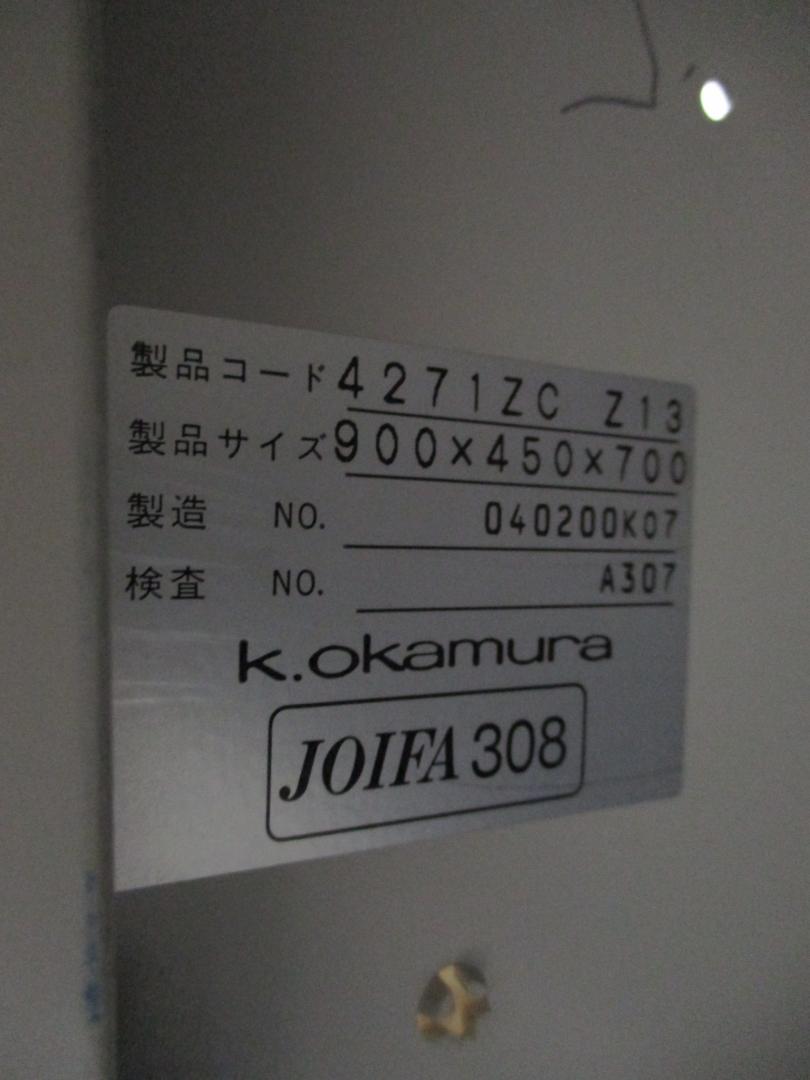 製品コード 4271ZC Z13
製品サイズ 900×450×700
製造 NO. 040200K07
検査 NO. A307
k.okamura
JOIFA 308